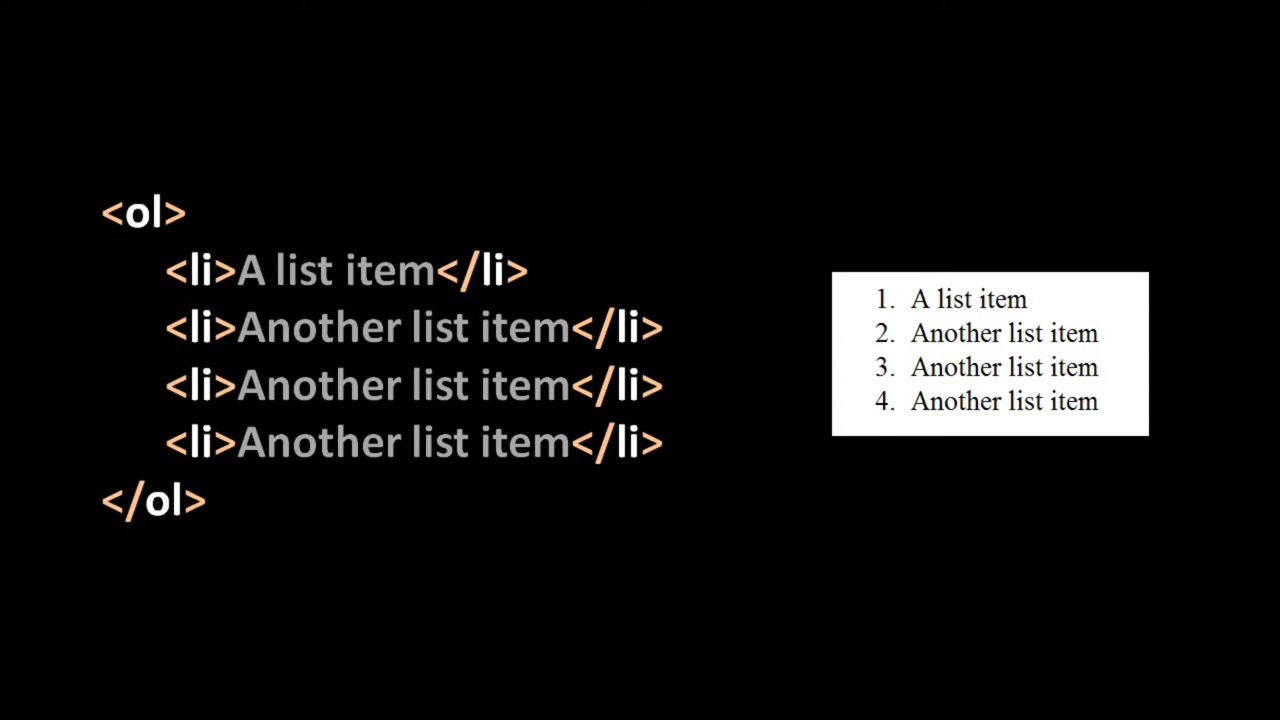 <ol>
<li>A list item</li>
<li>Another list item</li>
<li>Another list item</li>
<li>Another list item</li>
</ol>
1. A list item
2. Another list item
3. Another list item
4. Another list item